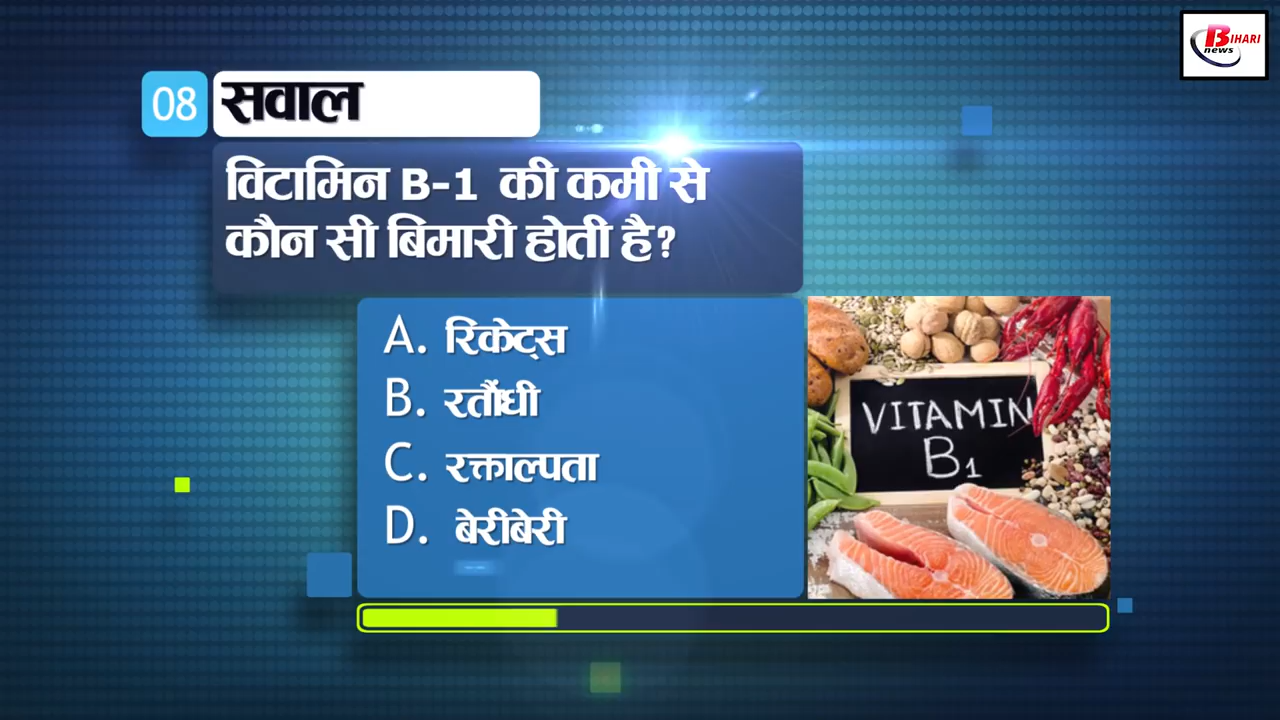 BIHARI
news
08 सवाल
विटामिन B-1 की कमी से
कौन सी बिमारी होती है?
A. रिकेट्स
B. रतौंधी
C. रक्ताल्पता
D. बेरीबेरी
VITAMIN
B1